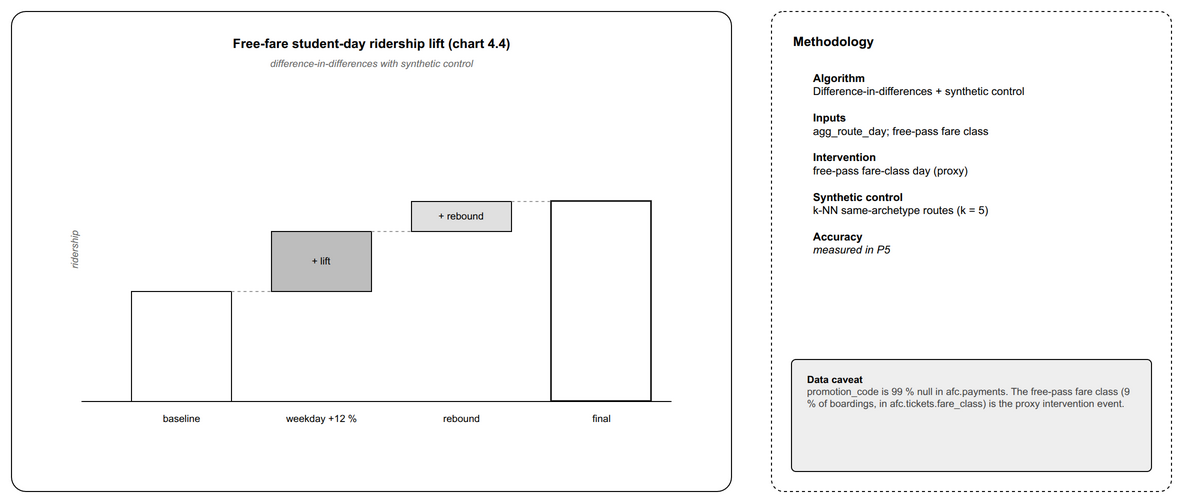 Free-fare student-day ridership lift (chart 4.4)
difference-in-differences with synthetic control
ridership
+ rebound
+ lift
baseline
weekday +12 %
rebound
final
Methodology
Algorithm
Difference-in-differences + synthetic control
Inputs
agg_route_day; free-pass fare class
Intervention
free-pass fare-class day (proxy)
Synthetic control
k-NN same-archetype routes (k = 5)
Accuracy
measured in P5
Data caveat
promotion_code is 99 % null in afc.payments. The free-pass fare class (9
% of boardings, in afc.tickets.fare_class) is the proxy intervention event.